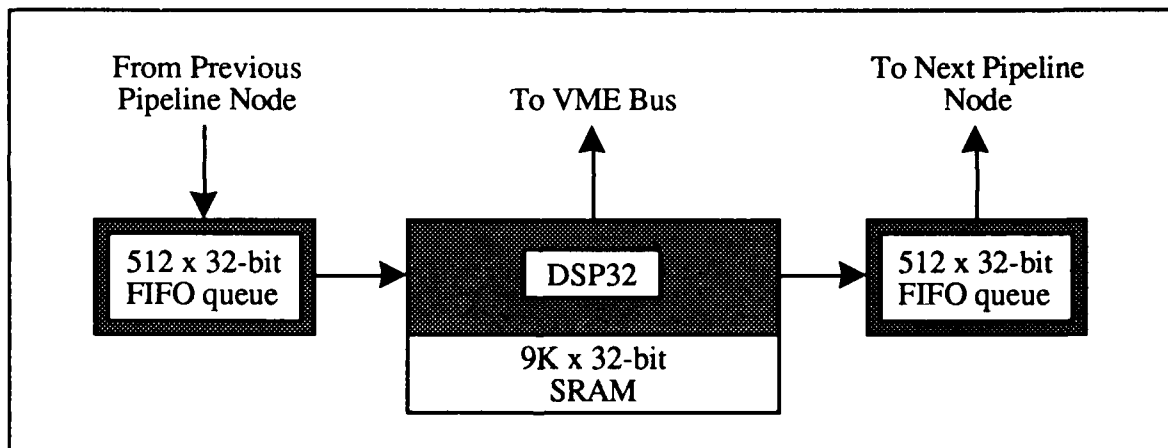 From Previous
Pipeline Node
To VME Bus
To Next Pipeline
Node
512 x 32-bit
FIFO queue
DSP32
9K x 32-bit
SRAM
512 x 32-bit
FIFO queue